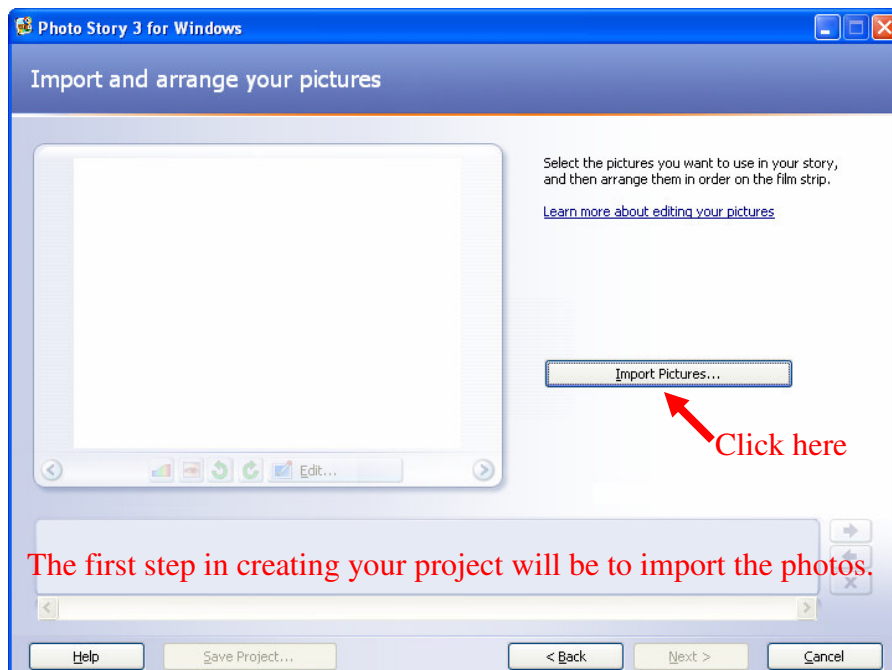 Photo Story 3 for Windows
Import and arrange your pictures
Select the pictures you want to use in your story,
and then arrange them in order on the film strip.
Learn more about editing your pictures
Import Pictures...
Click here
Edit...
The first step in creating your project will be to import the photos.
Help
Save Project...
< Back
Next >
Cancel